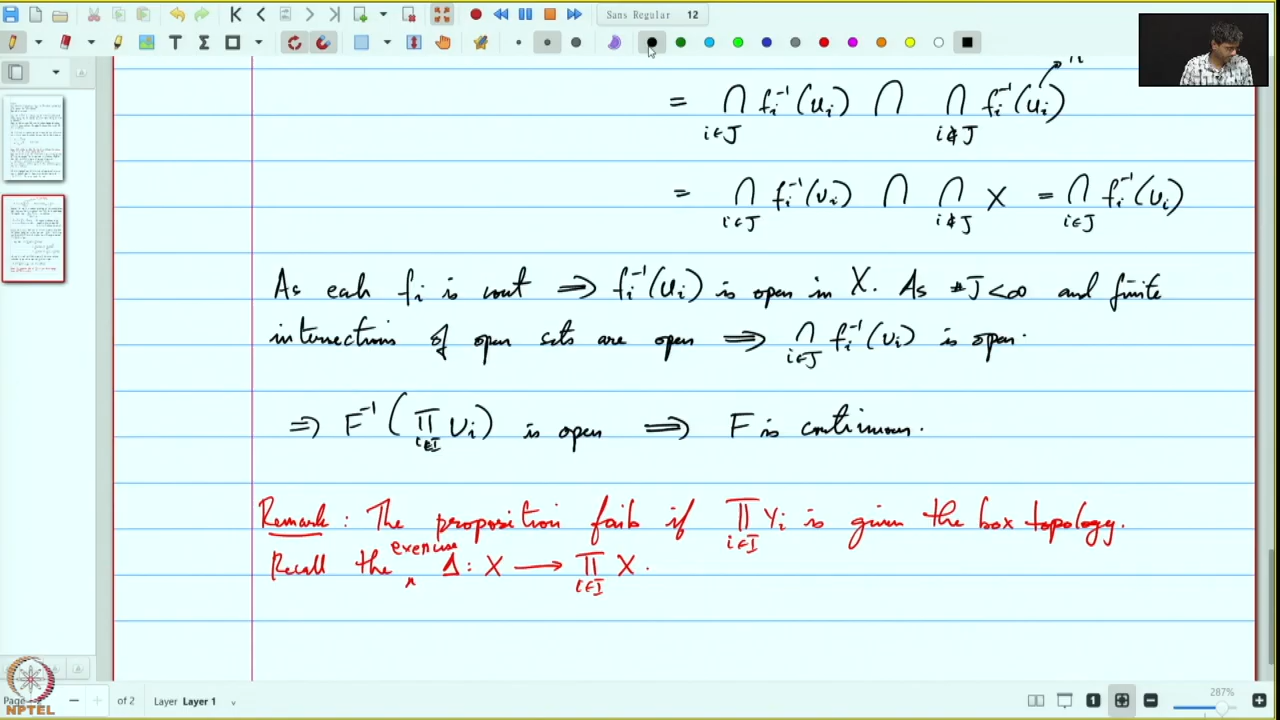 Sans Regular 12
= ⋂_{i∈J} f_i^{-1}(U_i) ⋂ ⋂_{i∉J} f_i^{-1}(U_i)
= ⋂_{i∈J} f_i^{-1}(U_i) ⋂ ⋂_{i∉J} X = ⋂_{i∈J} f_i^{-1}(U_i)
As each f_i is cont ⟹ f_i^{-1}(U_i) is open in X. As #J<∞ and finite
intersections of open sets are open ⟹ ⋂_{i∈J} f_i^{-1}(U_i) is open.
⟹ F^{-1}(∏_{i∈I} U_i) is open ⟹ F is continuous.
Remark: The proposition fails if ∏_{i∈I} Y_i is given the box topology.
Recall the exercise Δ: X ⟶ ∏_{i∈I} X.
NPTEL
Page
of 2
Layer Layer 1
287%